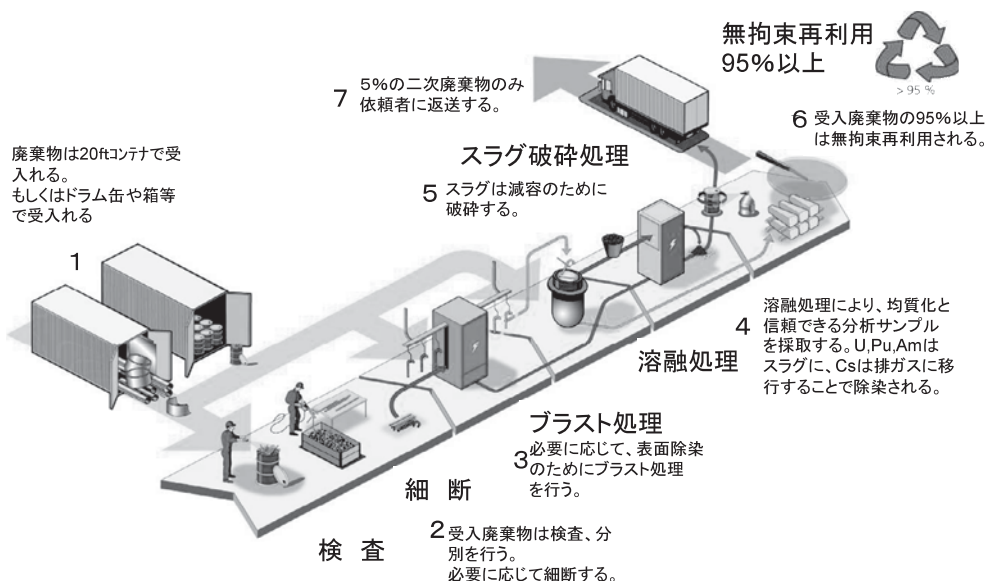 無拘束再利用
95%以上
> 95 %
7 5%の二次廃棄物のみ
依頼者に返送する。
6 受入廃棄物の95%以上
は無拘束再利用される。
廃棄物は20ftコンテナで受
入れる。
もしくはドラム缶や箱等
で受入れる
1
スラグ破砕処理
5 スラグは減容のために
破砕する。
溶融処理
4 溶融処理により、均質化と
信頼できる分析サンプル
を採取する。U,Pu,Amは
スラグに、Csは排ガスに移
行することで除染される。
ブラスト処理
3 必要に応じて、表面除染
のためにブラスト処理
を行う。
細 断
検 査
2 受入廃棄物は検査、分
別を行う。
必要に応じて細断する。